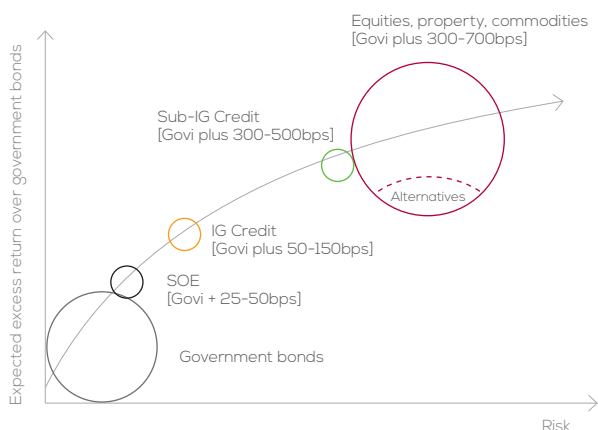 Equities, property, commodities
[Govi plus 300-700bps]
Sub-IG Credit
[Govi plus 300-500bps]
Alternatives
IG Credit
[Govi plus 50-150bps]
SOE
[Govi + 25-50bps]
Government bonds
Expected excess return over government bonds
Risk